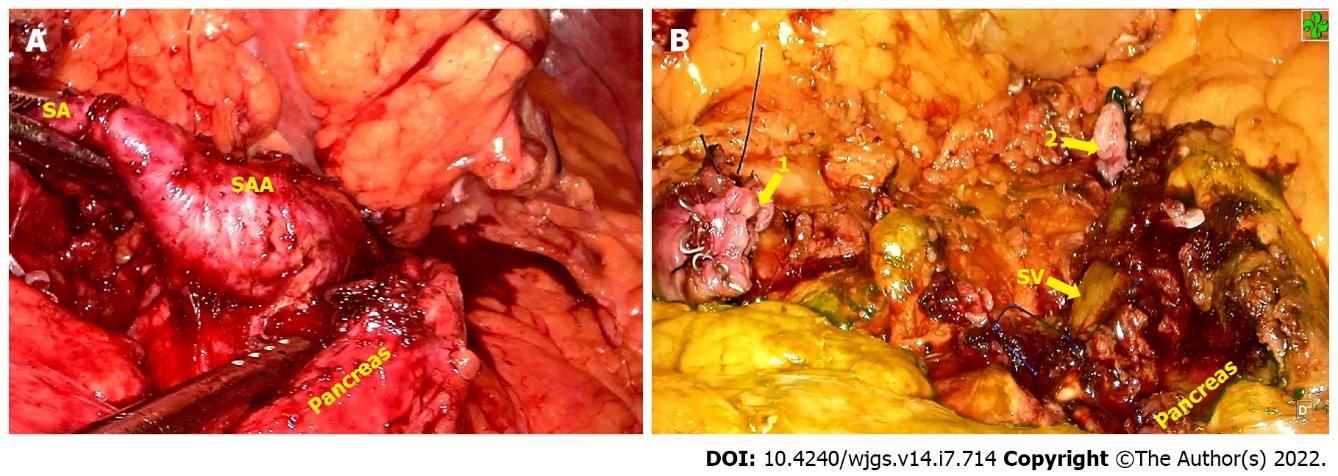 A
SA
SAA
Pancreas
B
1
2
SV
Pancreas
D
DOI: 10.4240/wjgs.v14.i7.714 Copyright ©The Author(s) 2022.